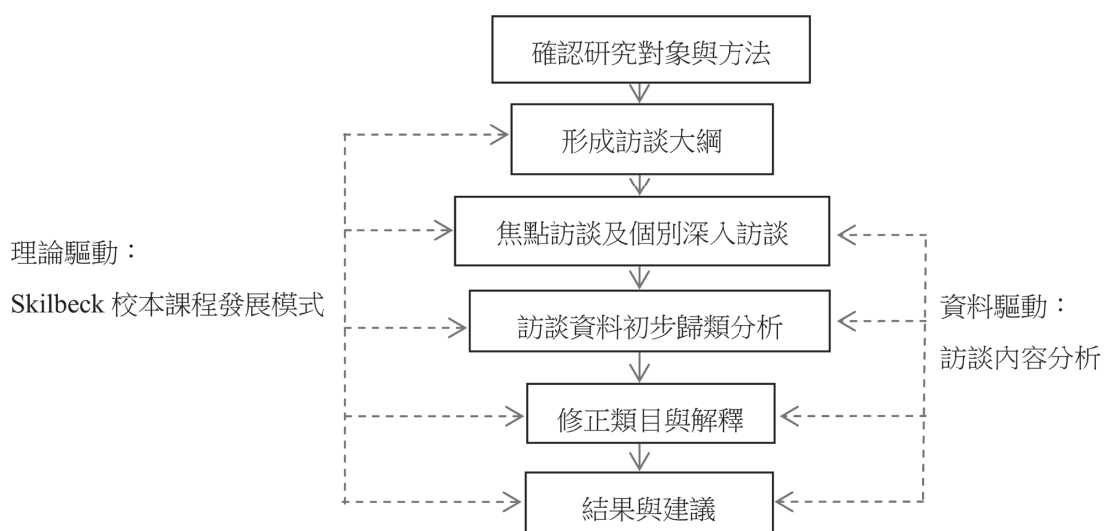 確認研究對象與方法
形成訪談大綱
焦點訪談及個別深入訪談
訪談資料初步歸類分析
修正類目與解釋
結果與建議
理論驅動：
Skilbeck 校本課程發展模式
資料驅動：
訪談內容分析